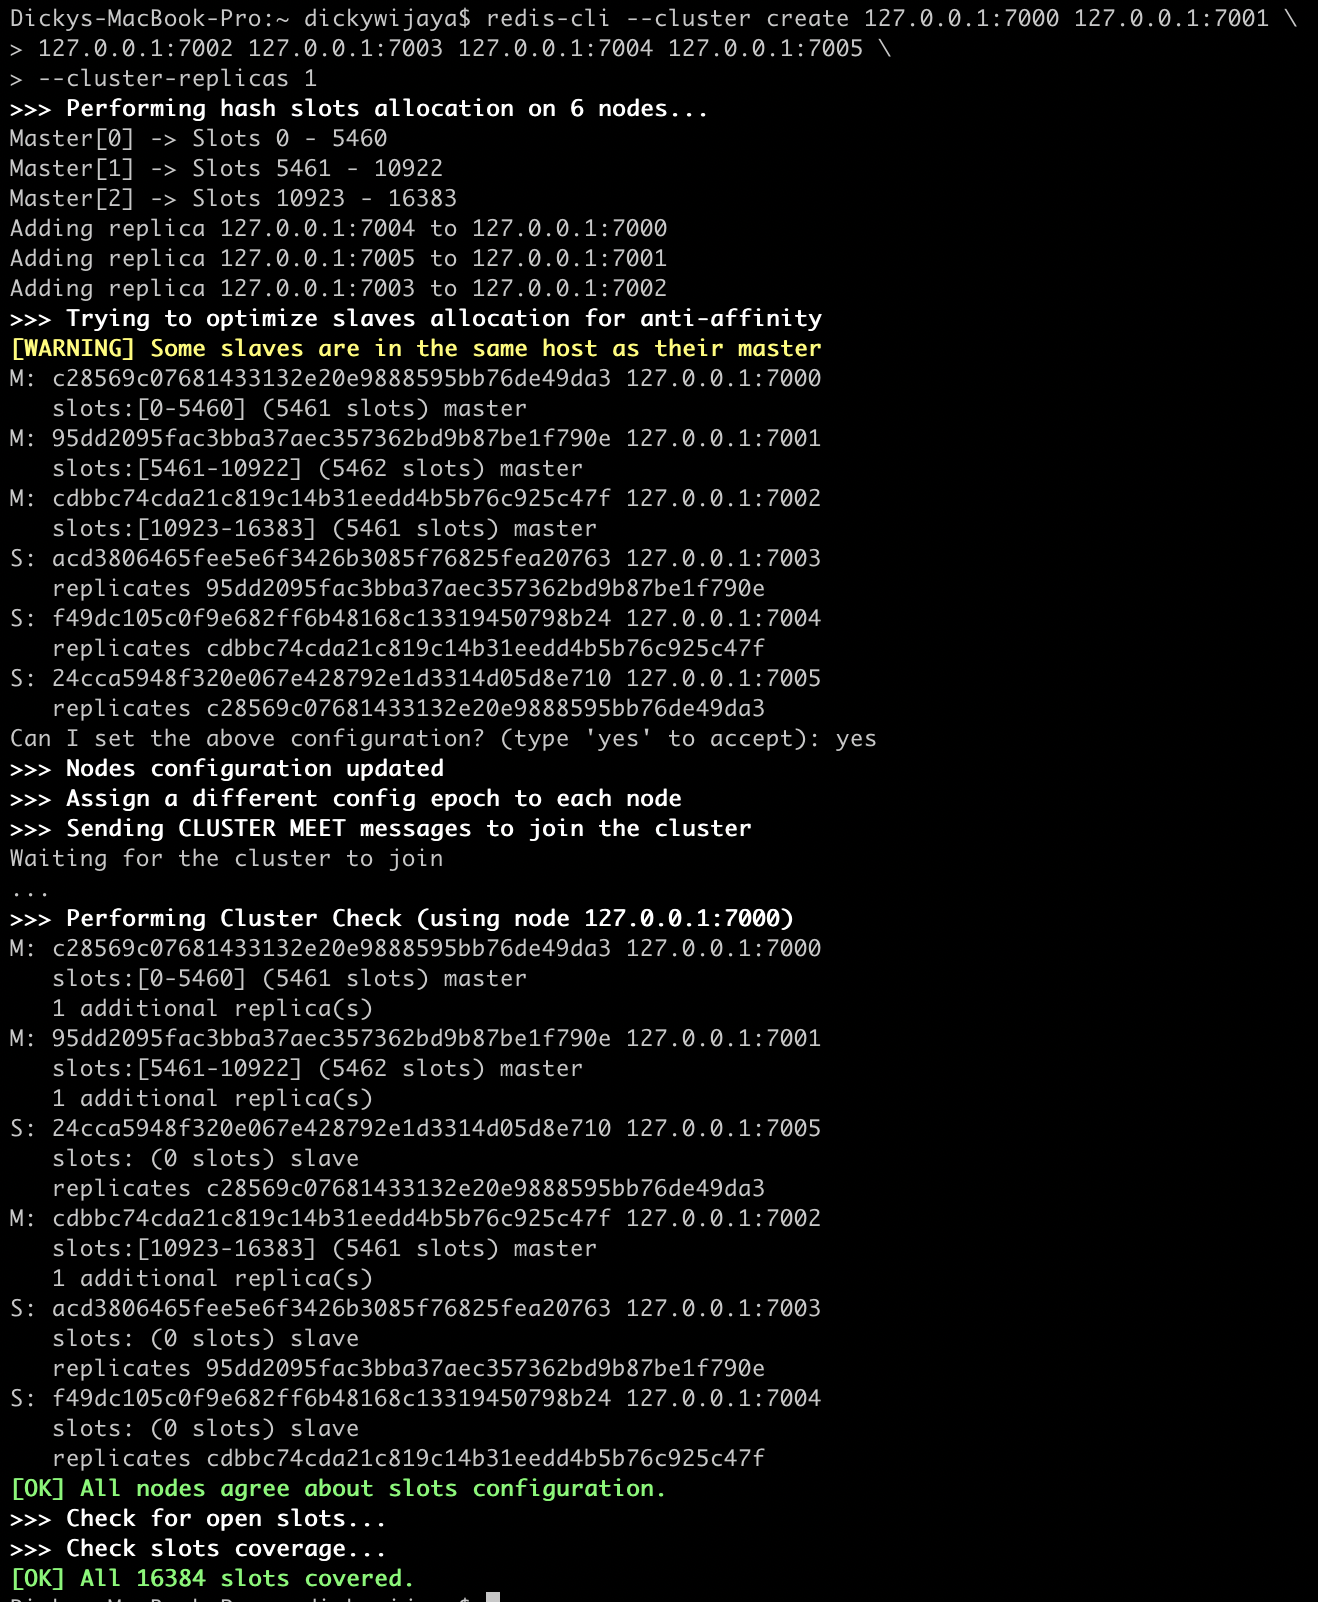 Dickys-MacBook-Pro:~ dickywijaya$ redis-cli --cluster create 127.0.0.1:7000 127.0.0.1:7001 \
> 127.0.0.1:7002 127.0.0.1:7003 127.0.0.1:7004 127.0.0.1:7005 \
> --cluster-replicas 1
>>> Performing hash slots allocation on 6 nodes...
Master[0] -> Slots 0 - 5460
Master[1] -> Slots 5461 - 10922
Master[2] -> Slots 10923 - 16383
Adding replica 127.0.0.1:7004 to 127.0.0.1:7000
Adding replica 127.0.0.1:7005 to 127.0.0.1:7001
Adding replica 127.0.0.1:7003 to 127.0.0.1:7002
>>> Trying to optimize slaves allocation for anti-affinity
[WARNING] Some slaves are in the same host as their master
M: c28569c07681433132e20e9888595bb76de49da3 127.0.0.1:7000
   slots:[0-5460] (5461 slots) master
M: 95dd2095fac3bba37aec357362bd9b87be1f790e 127.0.0.1:7001
   slots:[5461-10922] (5462 slots) master
M: cdbbc74cda21c819c14b31eedd4b5b76c925c47f 127.0.0.1:7002
   slots:[10923-16383] (5461 slots) master
S: acd3806465fee5e6f3426b3085f76825fea20763 127.0.0.1:7003
   replicates 95dd2095fac3bba37aec357362bd9b87be1f790e
S: f49dc105c0f9e682ff6b48168c13319450798b24 127.0.0.1:7004
   replicates cdbbc74cda21c819c14b31eedd4b5b76c925c47f
S: 24cca5948f320e067e428792e1d3314d05d8e710 127.0.0.1:7005
   replicates c28569c07681433132e20e9888595bb76de49da3
Can I set the above configuration? (type 'yes' to accept): yes
>>> Nodes configuration updated
>>> Assign a different config epoch to each node
>>> Sending CLUSTER MEET messages to join the cluster
Waiting for the cluster to join
...
>>> Performing Cluster Check (using node 127.0.0.1:7000)
M: c28569c07681433132e20e9888595bb76de49da3 127.0.0.1:7000
   slots:[0-5460] (5461 slots) master
   1 additional replica(s)
M: 95dd2095fac3bba37aec357362bd9b87be1f790e 127.0.0.1:7001
   slots:[5461-10922] (5462 slots) master
   1 additional replica(s)
S: 24cca5948f320e067e428792e1d3314d05d8e710 127.0.0.1:7005
   slots: (0 slots) slave
   replicates c28569c07681433132e20e9888595bb76de49da3
M: cdbbc74cda21c819c14b31eedd4b5b76c925c47f 127.0.0.1:7002
   slots:[10923-16383] (5461 slots) master
   1 additional replica(s)
S: acd3806465fee5e6f3426b3085f76825fea20763 127.0.0.1:7003
   slots: (0 slots) slave
   replicates 95dd2095fac3bba37aec357362bd9b87be1f790e
S: f49dc105c0f9e682ff6b48168c13319450798b24 127.0.0.1:7004
   slots: (0 slots) slave
   replicates cdbbc74cda21c819c14b31eedd4b5b76c925c47f
[OK] All nodes agree about slots configuration.
>>> Check for open slots...
>>> Check slots coverage...
[OK] All 16384 slots covered.